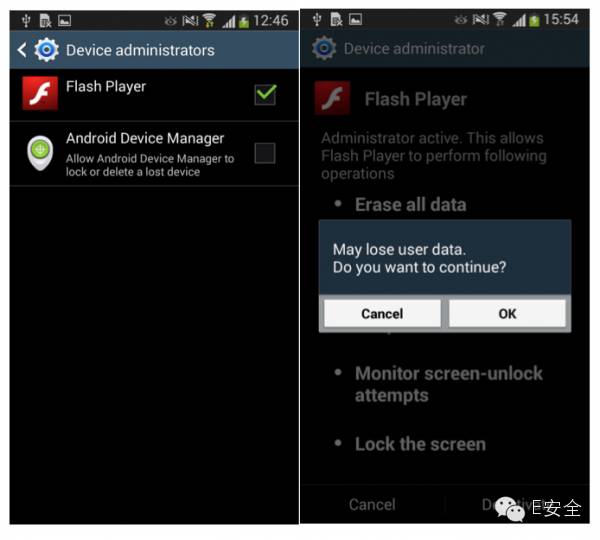 12:46
Device administrators
Flash Player
Android Device Manager
Allow Android Device Manager to
lock or delete a lost device
15:54
Device administrator
Flash Player
Administrator active. This allows
Flash Player to perform following
operations
• Erase all data
May lose user data.
Do you want to continue?
Cancel
OK
• Monitor screen-unlock
attempts
• Lock the screen
Cancel
E安全